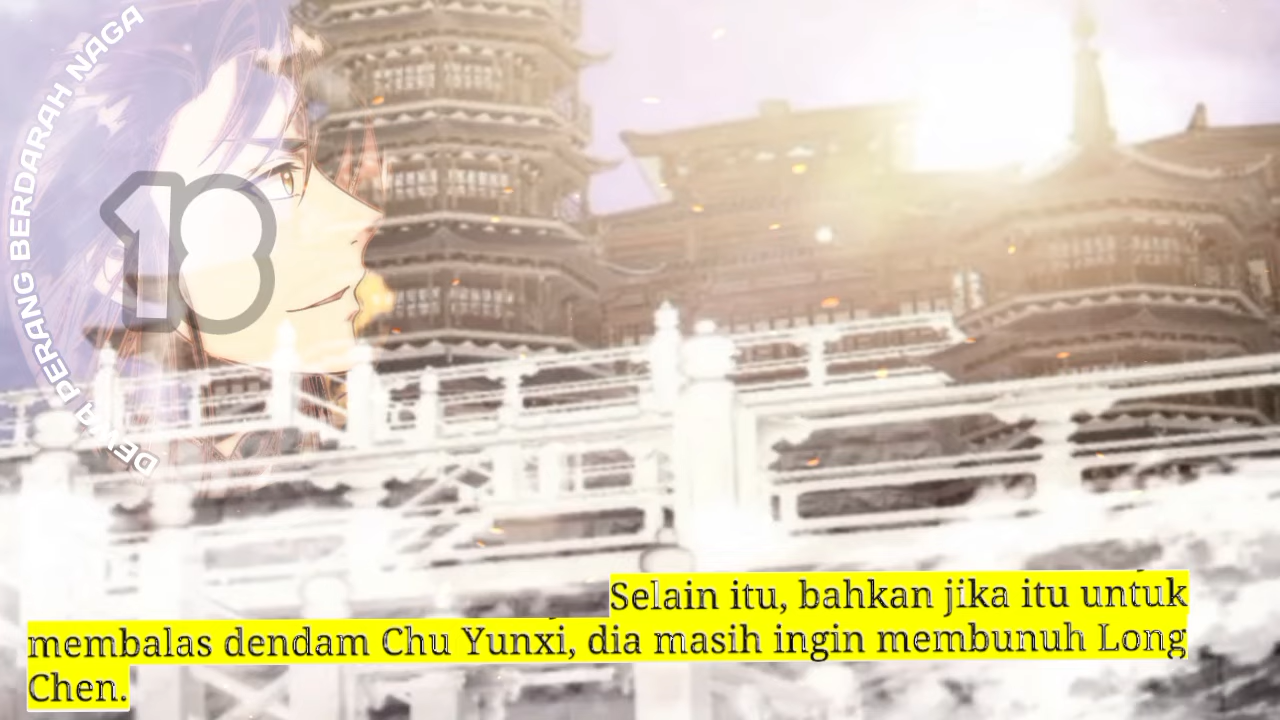 DEWA PERANG BERDARAH NAGA
18
Selain itu, bahkan jika itu untuk
membalas dendam Chu Yunxi, dia masih ingin membunuh Long
Chen.